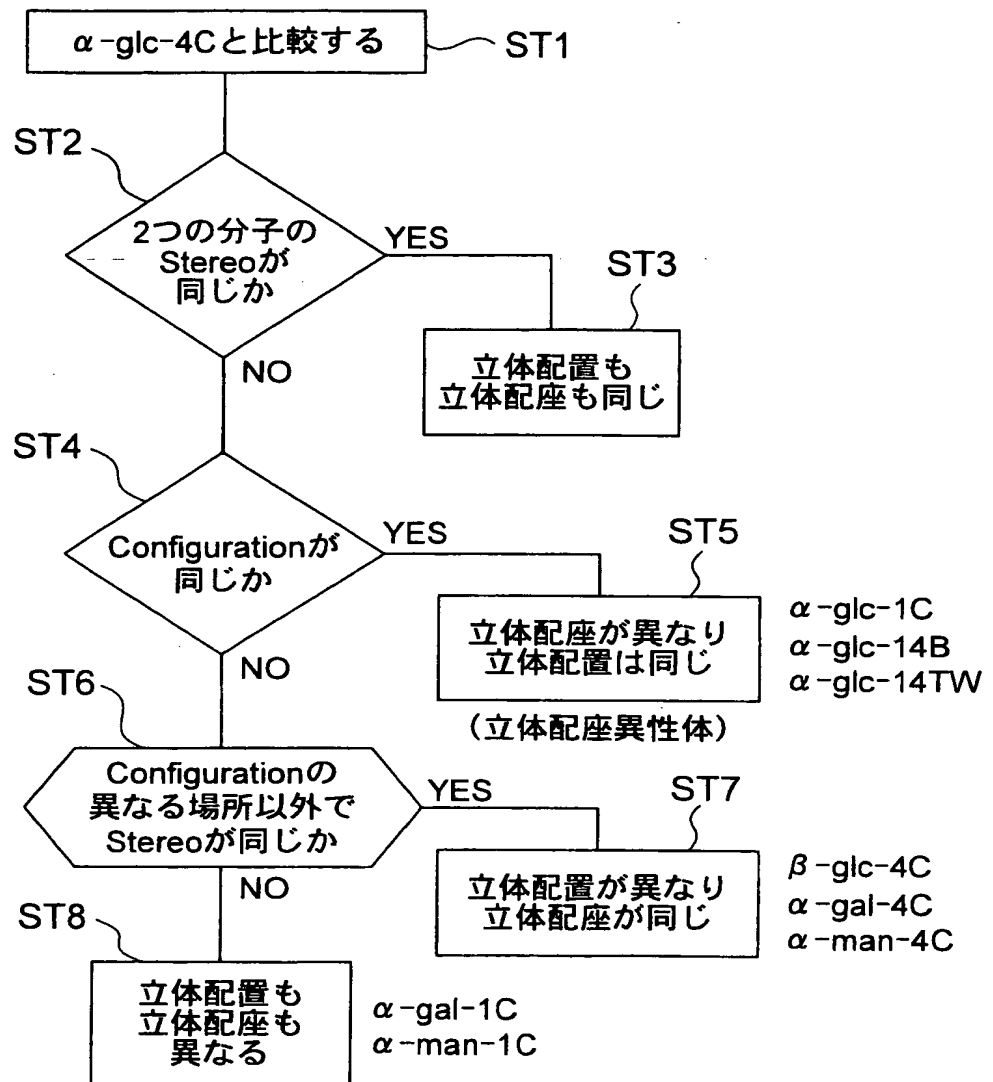 α-glc-4Cと比較する
ST1
ST2
2つの分子の
Stereoが
同じか
YES
ST3
立体配置も
立体配座も同じ
NO
ST4
Configurationが
同じか
YES
ST5
立体配座が異なり
立体配置は同じ
α-glc-1C
α-glc-14B
α-glc-14TW
(立体配座異性体)
NO
ST6
Configurationの
異なる場所以外で
Stereoが同じか
YES
ST7
立体配置が異なり
立体配座が同じ
β-glc-4C
α-gal-4C
α-man-4C
NO
ST8
立体配置も
立体配座も
異なる
α-gal-1C
α-man-1C